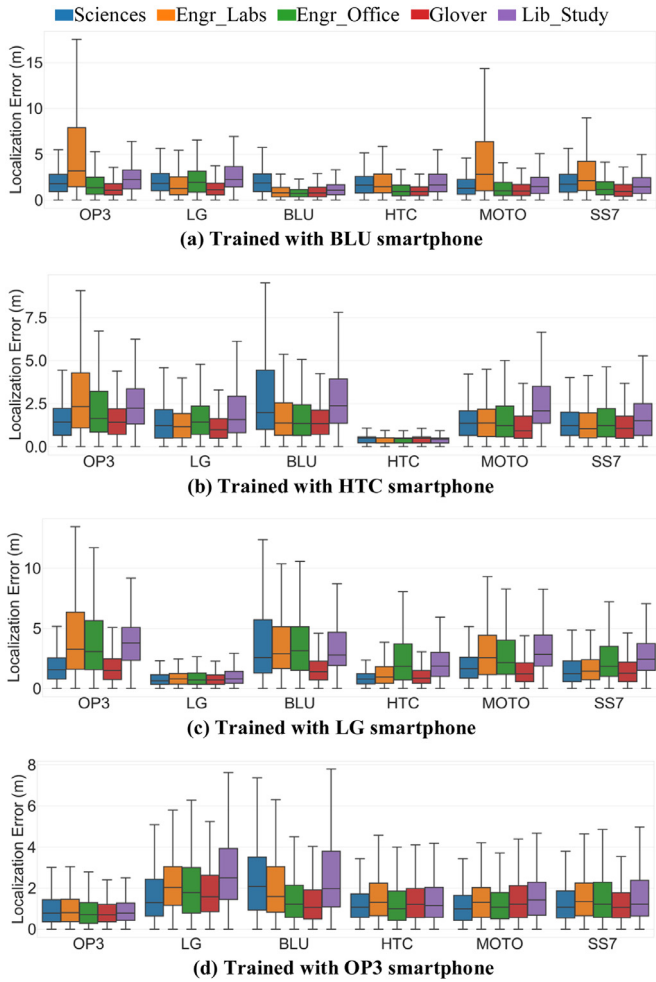 Sciences Engr_Labs Engr_Office Glover Lib_Study
Localization Error (m)
15
10
5
0
OP3 LG BLU HTC MOTO SS7
(a) Trained with BLU smartphone
Localization Error (m)
7.5
5.0
2.5
0.0
OP3 LG BLU HTC MOTO SS7
(b) Trained with HTC smartphone
Localization Error (m)
10
5
0
OP3 LG BLU HTC MOTO SS7
(c) Trained with LG smartphone
Localization Error (m)
8
6
4
2
0
OP3 LG BLU HTC MOTO SS7
(d) Trained with OP3 smartphone